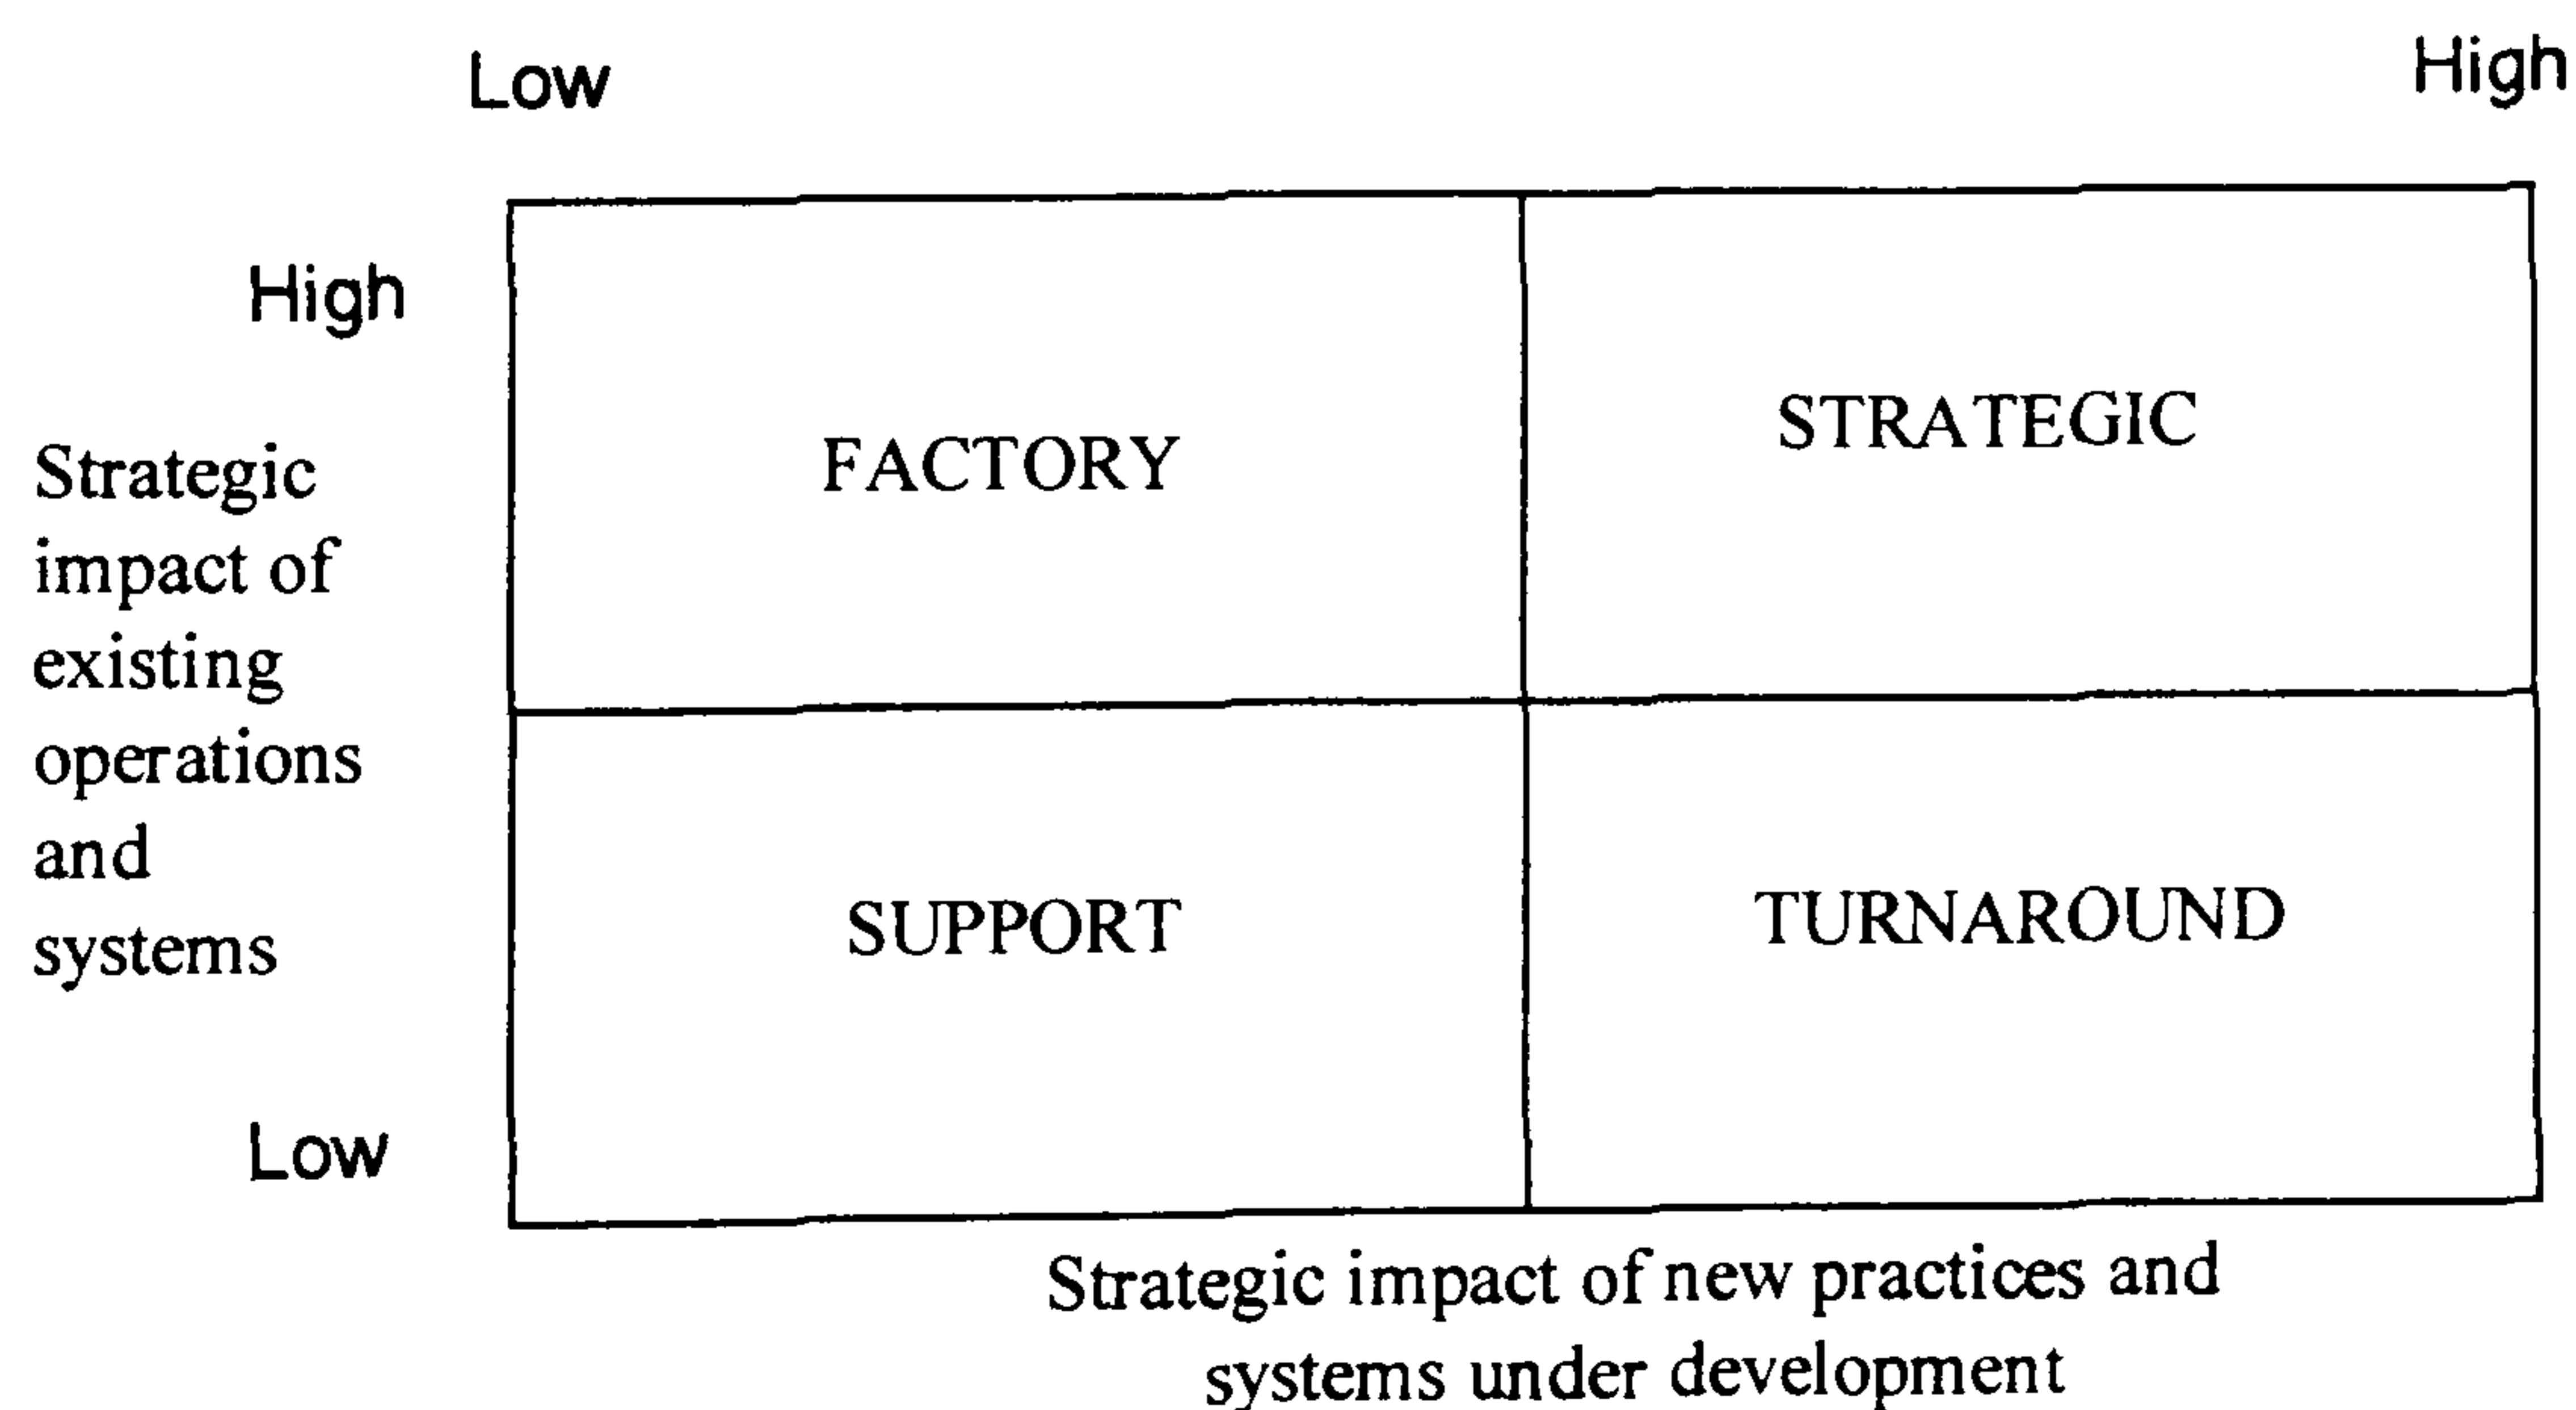 Low
High
High
FACTORY
STRATEGIC
Strategic
impact of
existing
operations
and
systems
SUPPORT
TURNAROUND
Low
Strategic impact of new practices and
systems under development